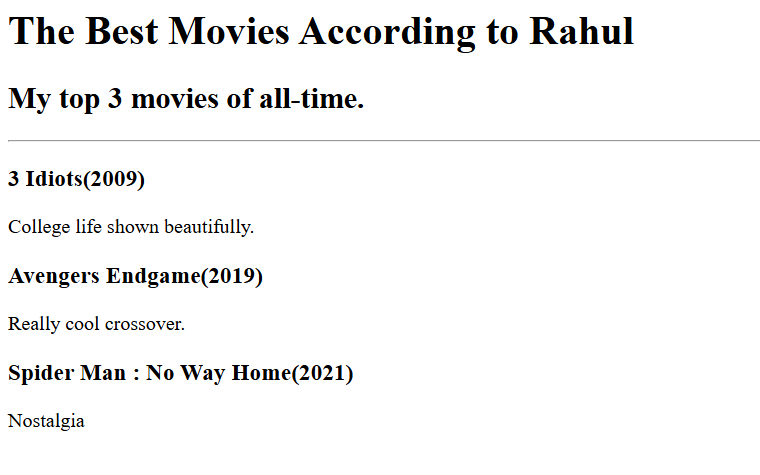 The Best Movies According to Rahul
My top 3 movies of all-time.
3 Idiots(2009)
College life shown beautifully.
Avengers Endgame(2019)
Really cool crossover.
Spider Man : No Way Home(2021)
Nostalgia